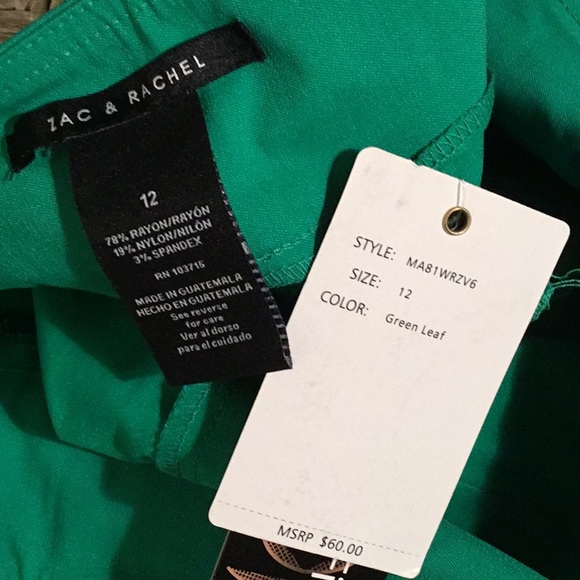 ZAC & RACHEL
12
78% RAYON/RAYÓN
19% NYLON/NILÓN
3% SPANDEX
RN 103715
MADE IN GUATEMALA
HECHO EN GUATEMALA
See reverse
for care
Ver al dorso
para el cuidado
STYLE: MA81WRZV6
SIZE: 12
COLOR: Green Leaf
MSRP $60.00